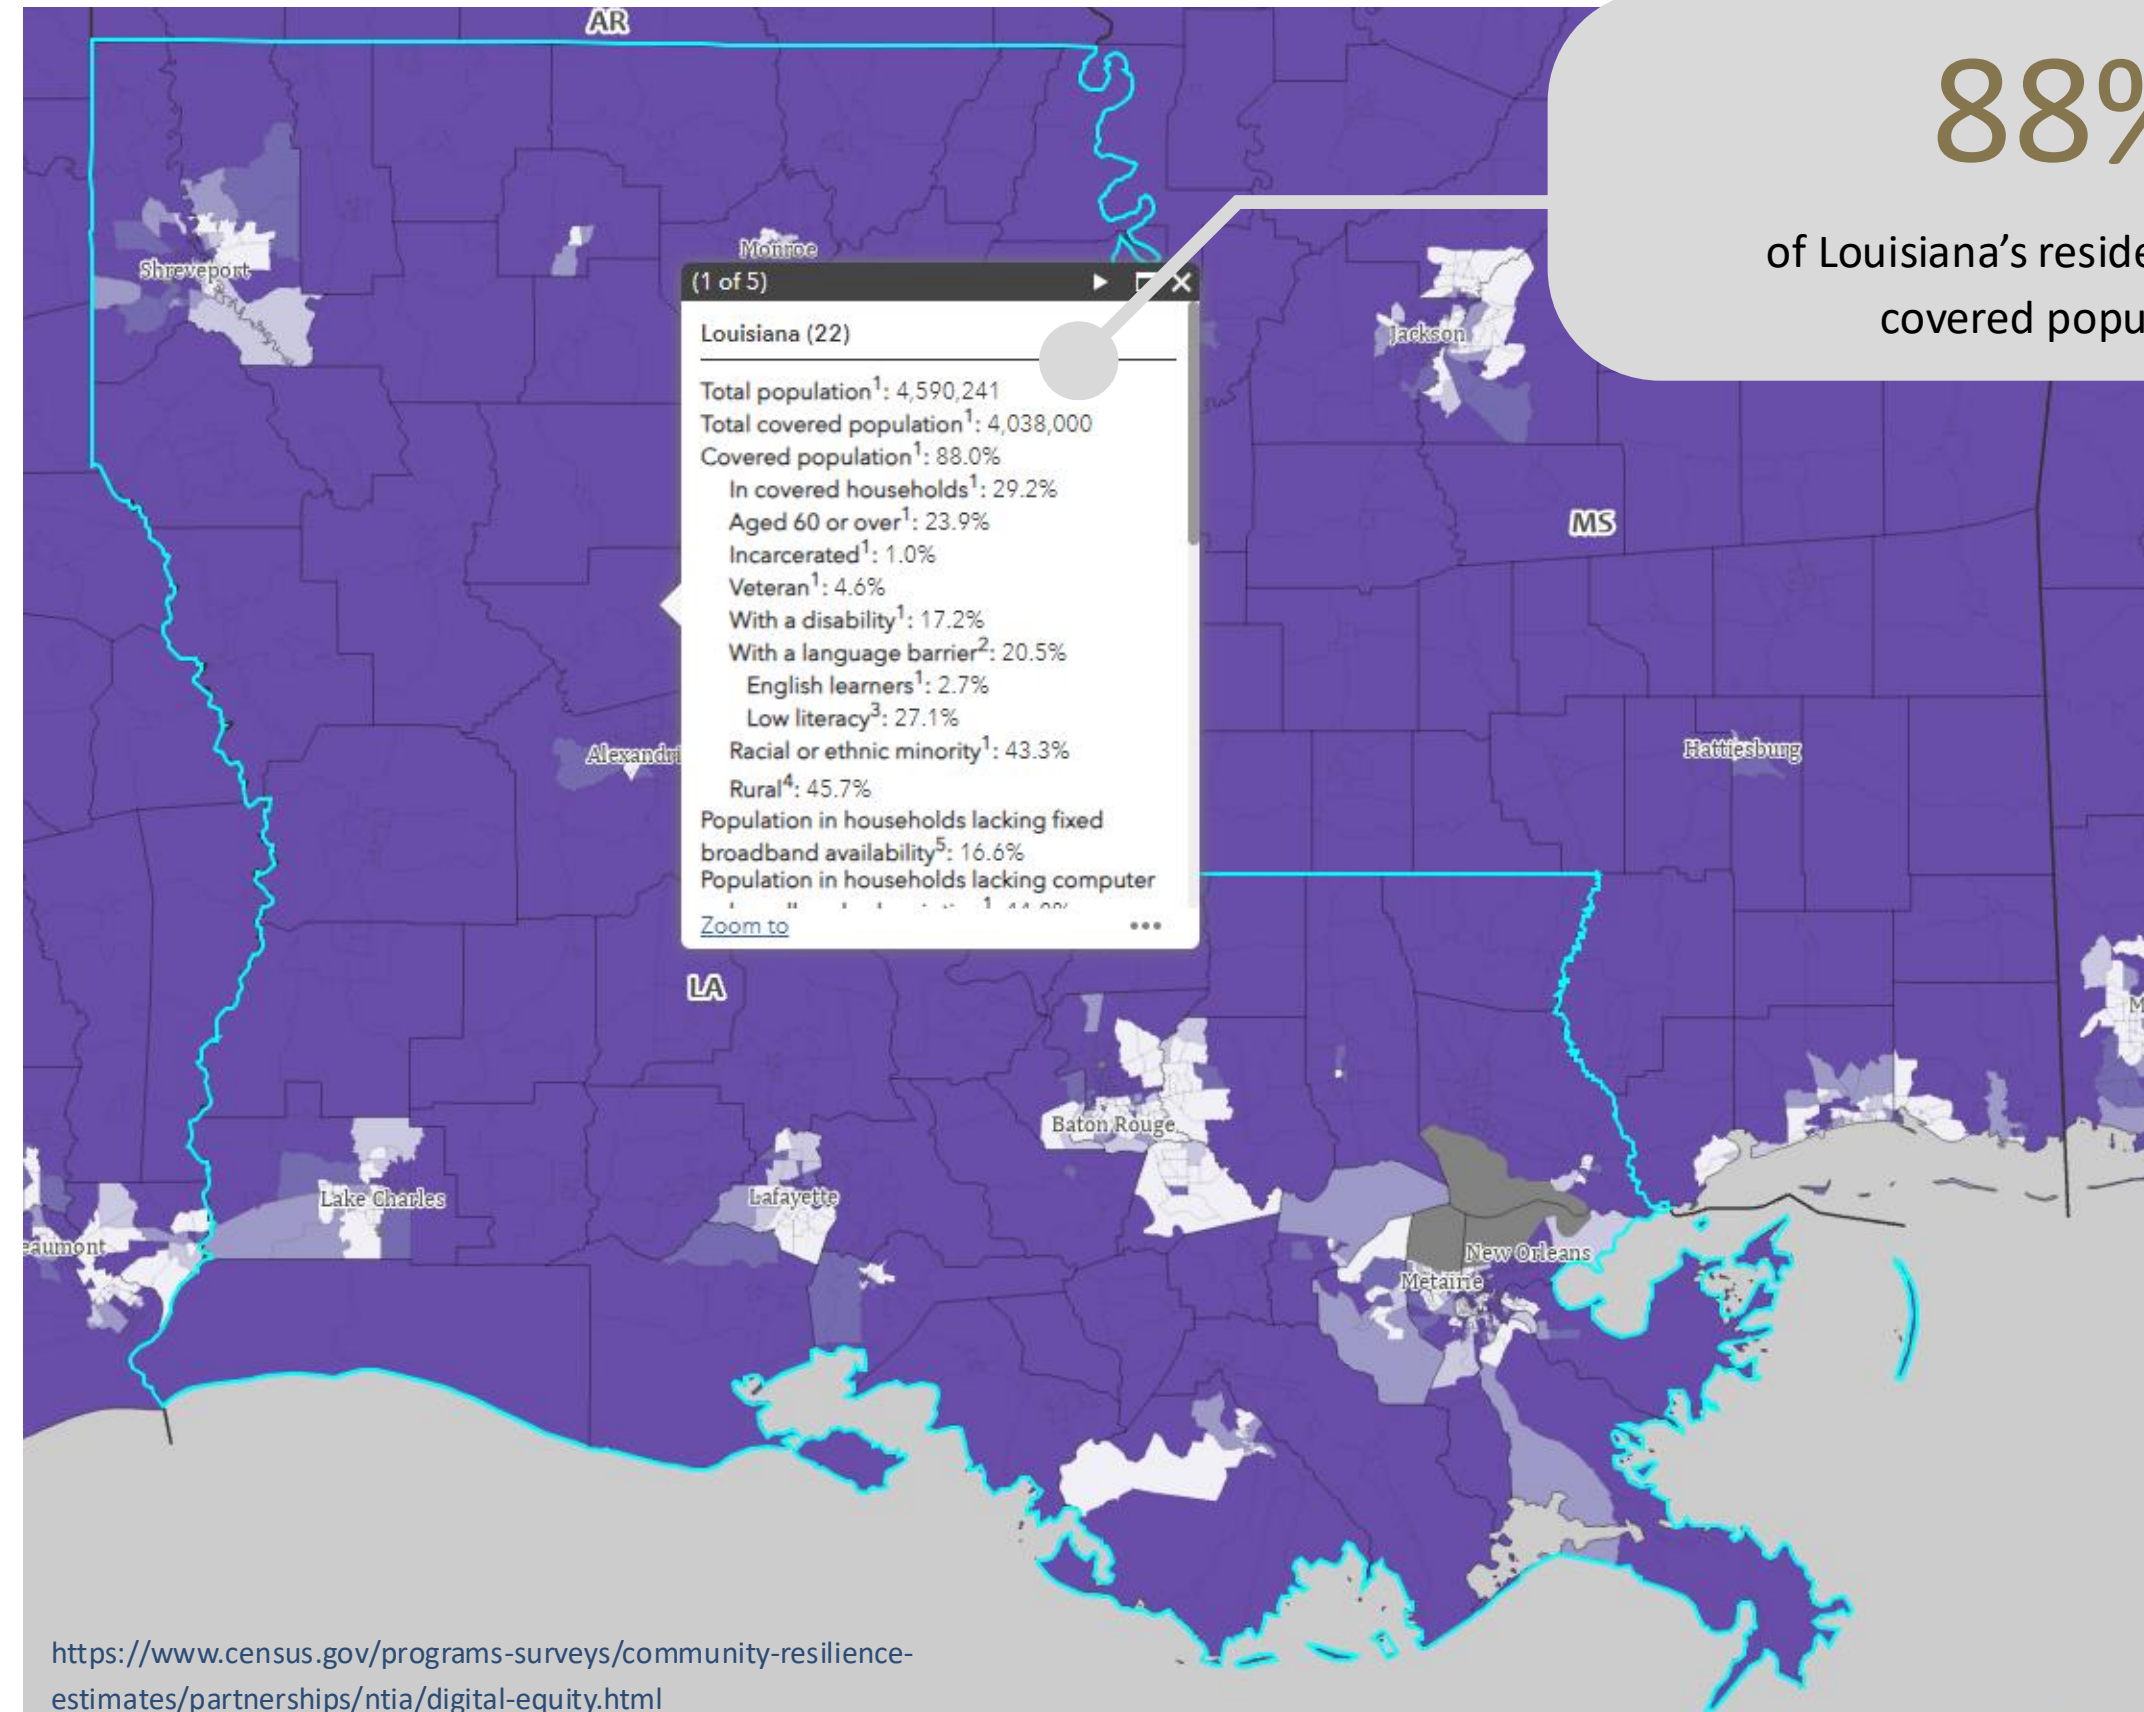 AR
88%
of Louisiana's
covered
Shreveport
Monroe
Jackson
(1 of 5)
Louisiana (22)
Total population1: 4,590,241
Total covered population1: 4,038,000
Covered population1: 88.0%
In covered households1: 29.2%
Aged 60 or over1: 23.9%
Incarcerated1: 1.0%
Veteran1: 4.6%
With a disability1: 17.2%
With a language barrier2: 20.5%
English learners1: 2.7%
Low literacy3: 27.1%
Racial or ethnic minority1: 43.3%
Rural4: 45.7%
Population in households lacking fixed
broadband availability5: 16.6%
Population in households lacking computer
Zoom to
MS
Hattiesburg
LA
Baton Rouge
Lake Charles
Lafayette
New Orleans
Metairie
https://www.census.gov/programs-surveys/community-resilience-
estimates/partnerships/ntia/digital-equity.html